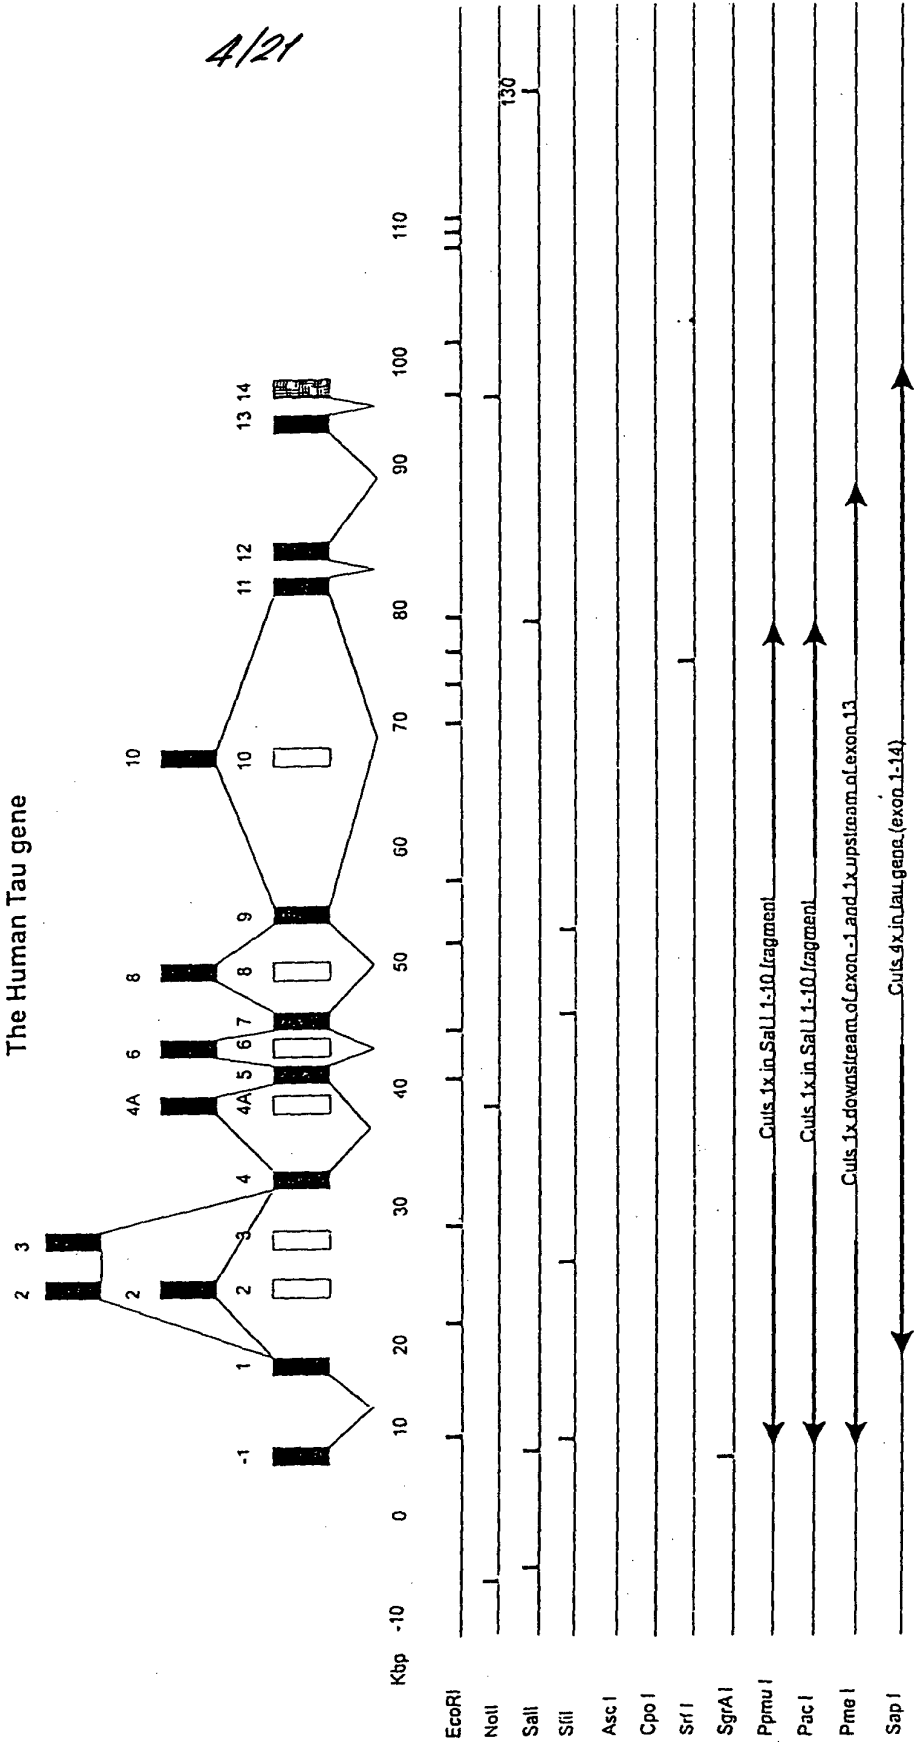 4/21
The Human Tau gene
2 3
2 4A 6 8 10
-1 1 2 3 4 4A 5 6 7 8 9 10 11 12 13 14
Kbp -10 0 10 20 30 40 50 60 70 80 90 100 110
EcoRI
NotI
SalI 130
SfiI
Asc I
Cpo I
Srf I
SgrA I
Ppmu I Cuts 1x in Sal I 1-10 fragment
Pac I Cuts 1x in Sal I 1-10 fragment
Pme I Cuts 1x downstream of exon -1 and 1x upstream of exon 13
Sap I Cuts 4x in tau gene (exon 1-14)